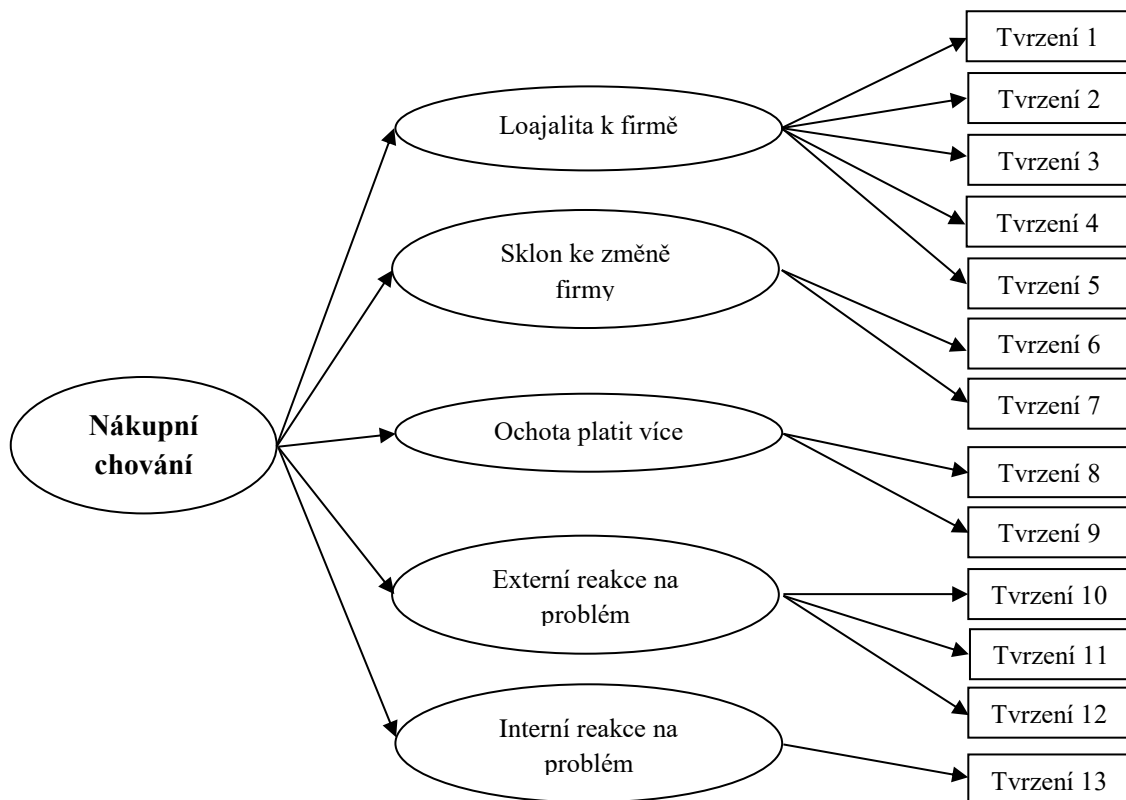 Nákupní
chování
Loajalita k firmě
Sklon ke změně
firmy
Ochota platit více
Externí reakce na
problém
Interní reakce na
problém
Tvrzení 1
Tvrzení 2
Tvrzení 3
Tvrzení 4
Tvrzení 5
Tvrzení 6
Tvrzení 7
Tvrzení 8
Tvrzení 9
Tvrzení 10
Tvrzení 11
Tvrzení 12
Tvrzení 13